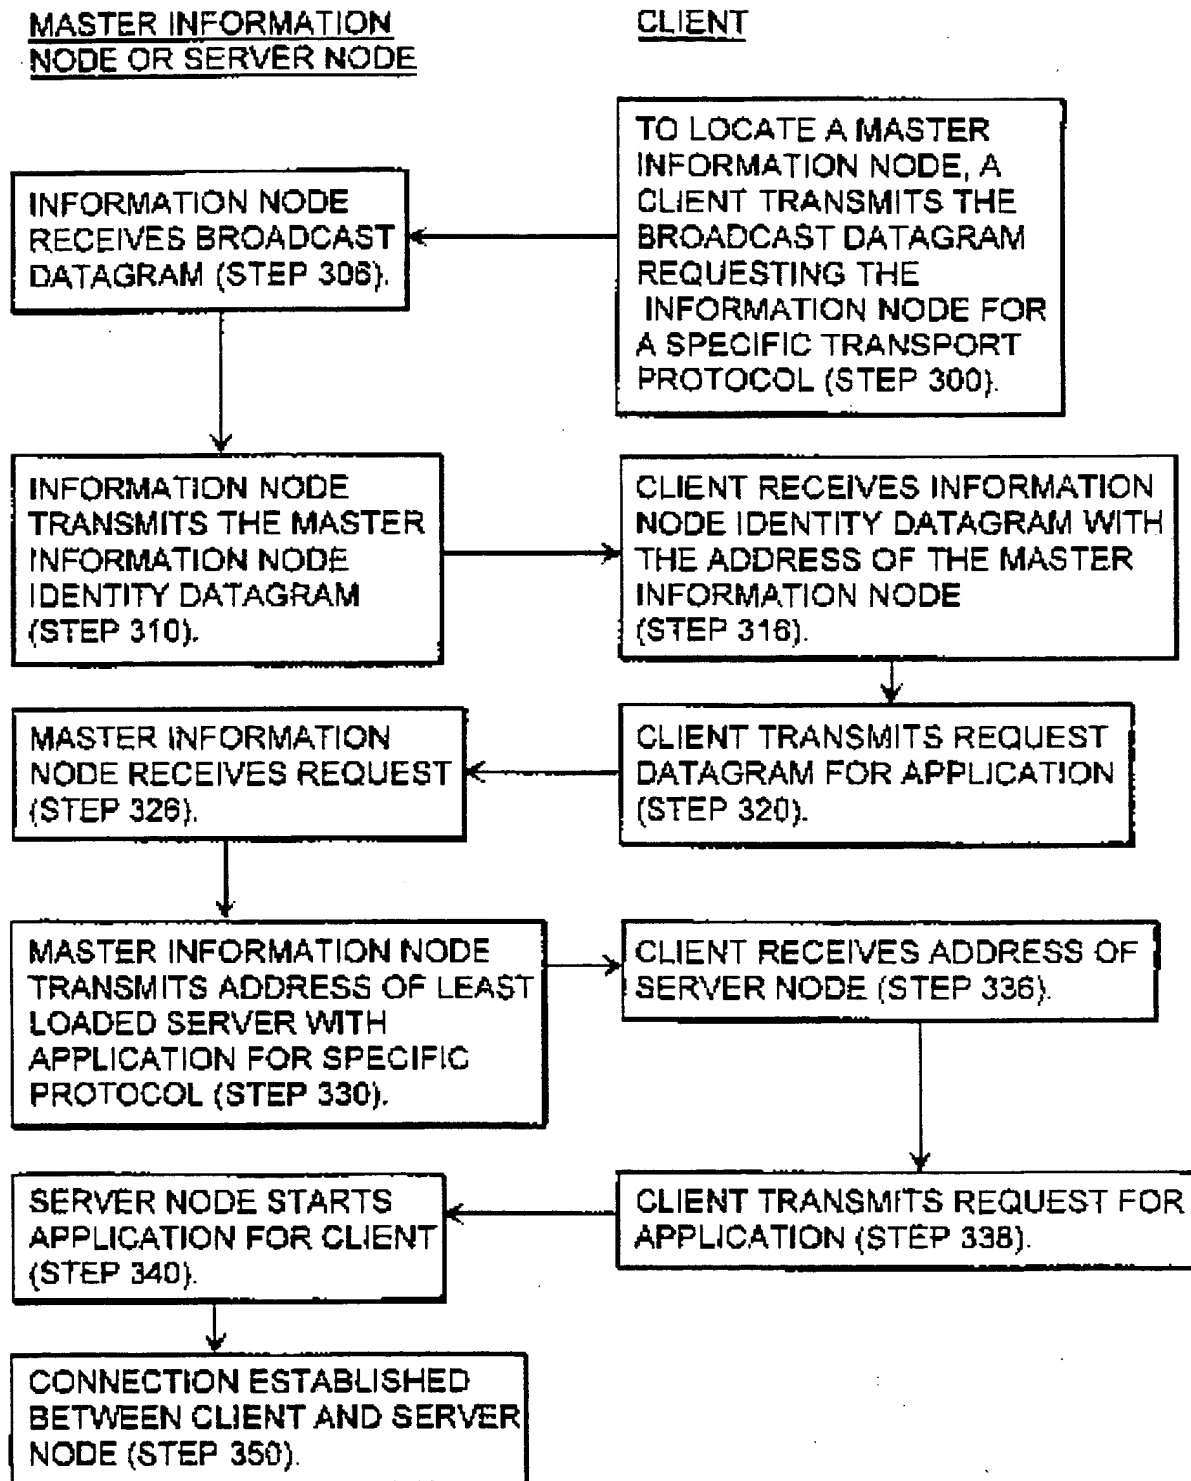 MASTER INFORMATION
NODE OR SERVER NODE
CLIENT
TO LOCATE A MASTER
INFORMATION NODE, A
CLIENT TRANSMITS THE
BROADCAST DATAGRAM
REQUESTING THE
INFORMATION NODE FOR
A SPECIFIC TRANSPORT
PROTOCOL (STEP 300).
INFORMATION NODE
RECEIVES BROADCAST
DATAGRAM (STEP 306).
INFORMATION NODE
TRANSMITS THE MASTER
INFORMATION NODE
IDENTITY DATAGRAM
(STEP 310).
CLIENT RECEIVES INFORMATION
NODE IDENTITY DATAGRAM WITH
THE ADDRESS OF THE MASTER
INFORMATION NODE
(STEP 316).
CLIENT TRANSMITS REQUEST
DATAGRAM FOR APPLICATION
(STEP 320).
MASTER INFORMATION
NODE RECEIVES REQUEST
(STEP 326).
MASTER INFORMATION NODE
TRANSMITS ADDRESS OF LEAST
LOADED SERVER WITH
APPLICATION FOR SPECIFIC
PROTOCOL (STEP 330).
CLIENT RECEIVES ADDRESS OF
SERVER NODE (STEP 336).
CLIENT TRANSMITS REQUEST FOR
APPLICATION (STEP 338).
SERVER NODE STARTS
APPLICATION FOR CLIENT
(STEP 340).
CONNECTION ESTABLISHED
BETWEEN CLIENT AND SERVER
NODE (STEP 350).